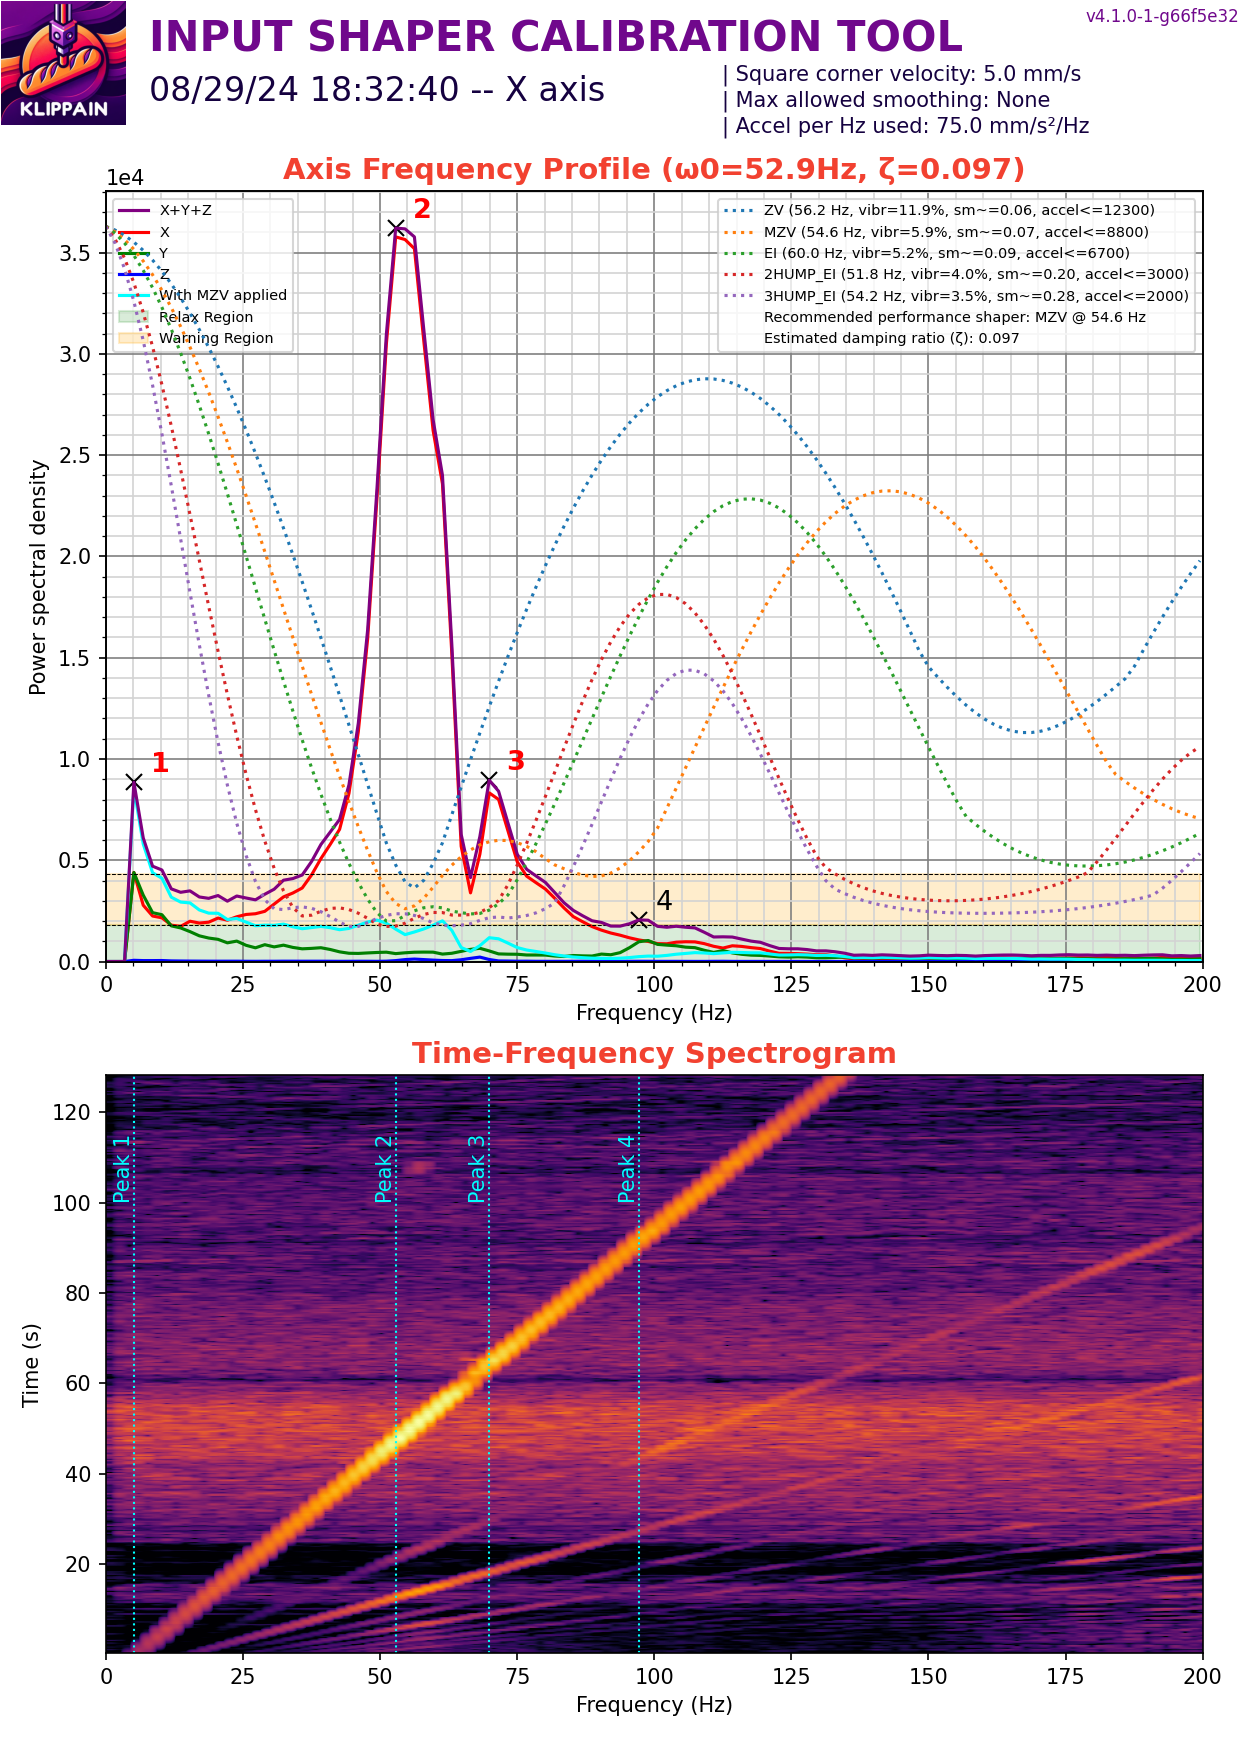 v4.1.0-1-g66f5e32
KLIPPAIN
INPUT SHAPER CALIBRATION TOOL
08/29/24 18:32:40 -- X axis
| Square corner velocity: 5.0 mm/s
| Max allowed smoothing: None
| Accel per Hz used: 75.0 mm/s²/Hz
Axis Frequency Profile (ω0=52.9Hz, ζ=0.097)
1e4
X+Y+Z
X
Y
Z
With MZV applied
Relax Region
Warning Region
ZV (56.2 Hz, vibr=11.9%, sm~=0.06, accel<=12300)
MZV (54.6 Hz, vibr=5.9%, sm~=0.07, accel<=8800)
EI (60.0 Hz, vibr=5.2%, sm~=0.09, accel<=6700)
2HUMP_EI (51.8 Hz, vibr=4.0%, sm~=0.20, accel<=3000)
3HUMP_EI (54.2 Hz, vibr=3.5%, sm~=0.28, accel<=2000)
Recommended performance shaper: MZV @ 54.6 Hz
Estimated damping ratio (ζ): 0.097
1
2
3
4
Power spectral density
3.5
3.0
2.5
2.0
1.5
1.0
0.5
0.0
0 25 50 75 100 125 150 175 200
Frequency (Hz)
Time-Frequency Spectrogram
Peak 1
Peak 2
Peak 3
Peak 4
Time (s)
120
100
80
60
40
20
0 25 50 75 100 125 150 175 200
Frequency (Hz)